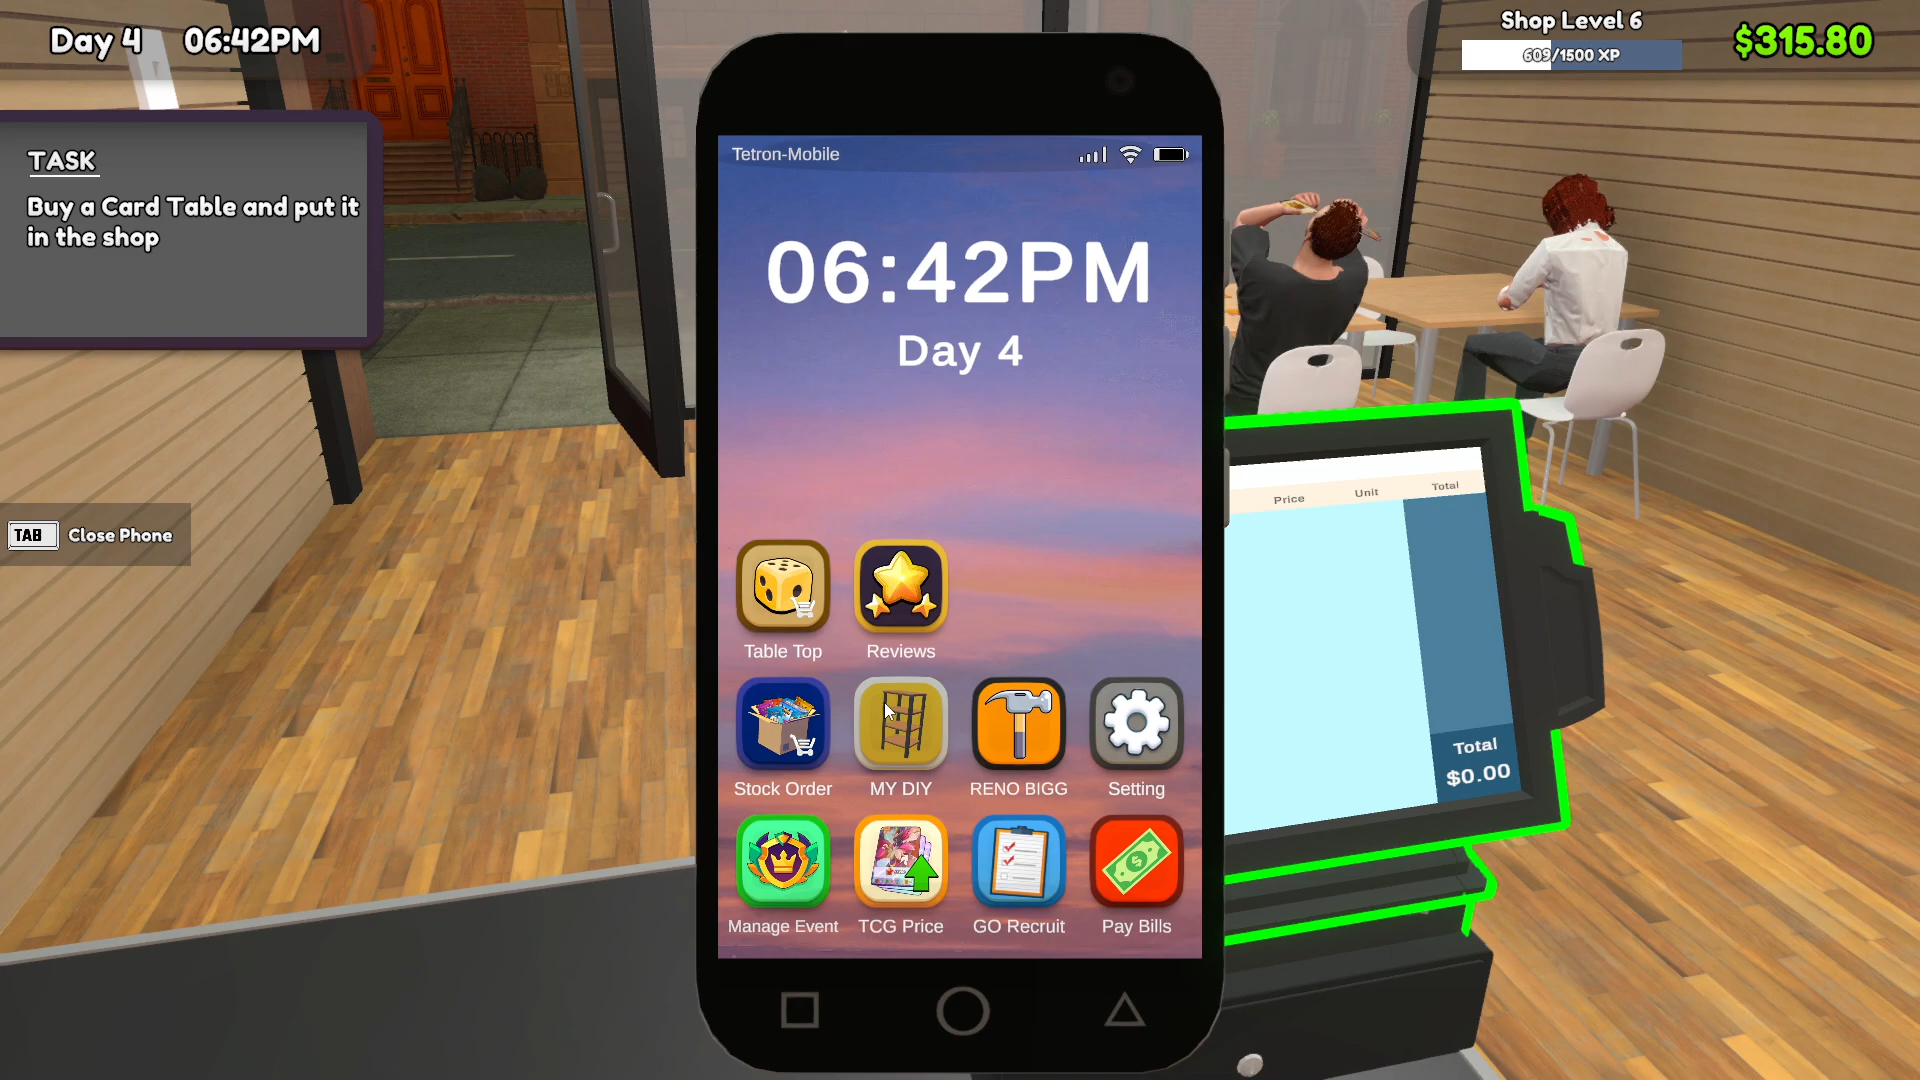 Day 4 06:42PM
Shop Level 6
609/1500 XP
$315.80
TASK
Buy a Card Table and put it
in the shop
TAB Close Phone
Tetron-Mobile
06:42PM
Day 4
Table Top Reviews
Stock Order MY DIY RENO BIGG Setting
Manage Event TCG Price GO Recruit Pay Bills
Price Unit Total
Total
$0.00